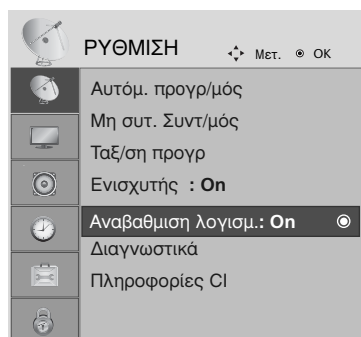 ΡΥΘΜΙΣΗ Μετ. OK
Αυτόμ. προγρ/μός
Μη συτ. Συντ/μός
Ταξ/ση προγρ
Ενισχυτής : On
Αναβαθμιση λογισμ.: On
Διαγνωστικά
Πληροφορίες CI